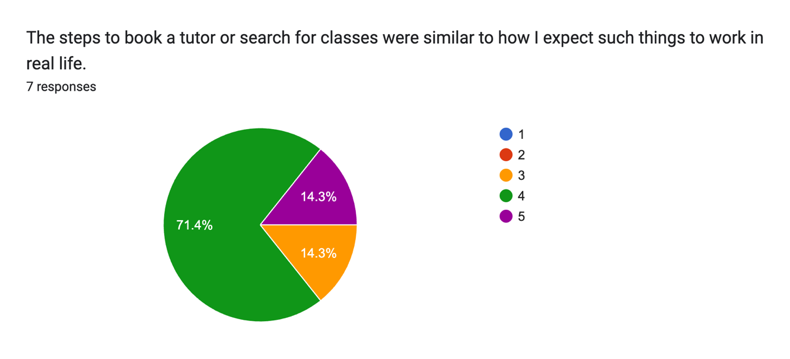 The steps to book a tutor or search for classes were similar to how I expect such things to work in
real life.
7 responses
1
2
3
4
5
14.3%
71.4%
14.3%